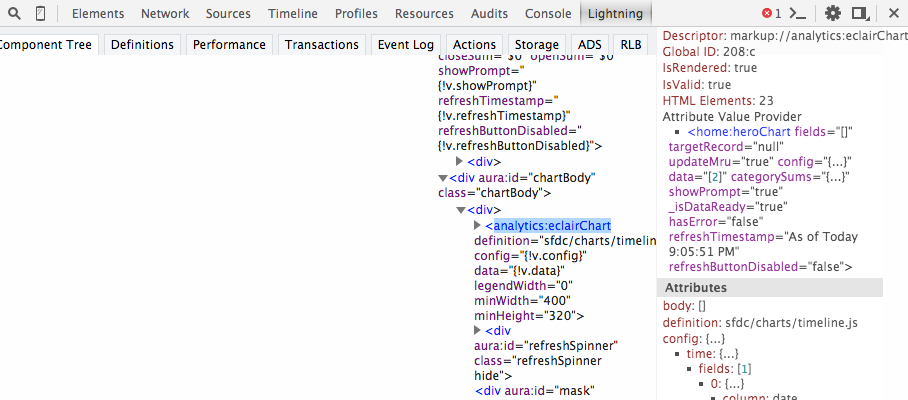 Elements Network Sources Timeline Profiles Resources Audits Console Lightning 1
Component Tree Definitions Performance Transactions Event Log Actions Storage ADS RLB
closeSum="$0" openSum="$0"
showPrompt="
{!v.showPrompt}"
refreshTimestamp="
{!v.refreshTimestamp}"
refreshButtonDisabled="
{!v.refreshButtonDisabled}">
<div>
<div aura:id="chartBody"
class="chartBody">
<div>
<analytics:eclairChart
definition="sfdc/charts/timelin
config="{!v.config}"
data="{!v.data}"
legendWidth="0"
minWidth="400"
minHeight="320">
<div
aura:id="refreshSpinner"
class="refreshSpinner
hide">
<div aura:id="mask"
Descriptor: markup://analytics:eclairChart
Global ID: 208:c
IsRendered: true
IsValid: true
HTML Elements: 23
Attribute Value Provider
<home:heroChart fields="[]"
targetRecord="null"
updateMru="true" config="{...}"
data="[2]" categorySums="{...}"
showPrompt="true"
_isDataReady="true"
hasError="false"
refreshTimestamp="As of Today
9:05:51 PM"
refreshButtonDisabled="false">
Attributes
body: []
definition: sfdc/charts/timeline.js
config: {...}
time: {...}
fields: [1]
0: {...}
column: date